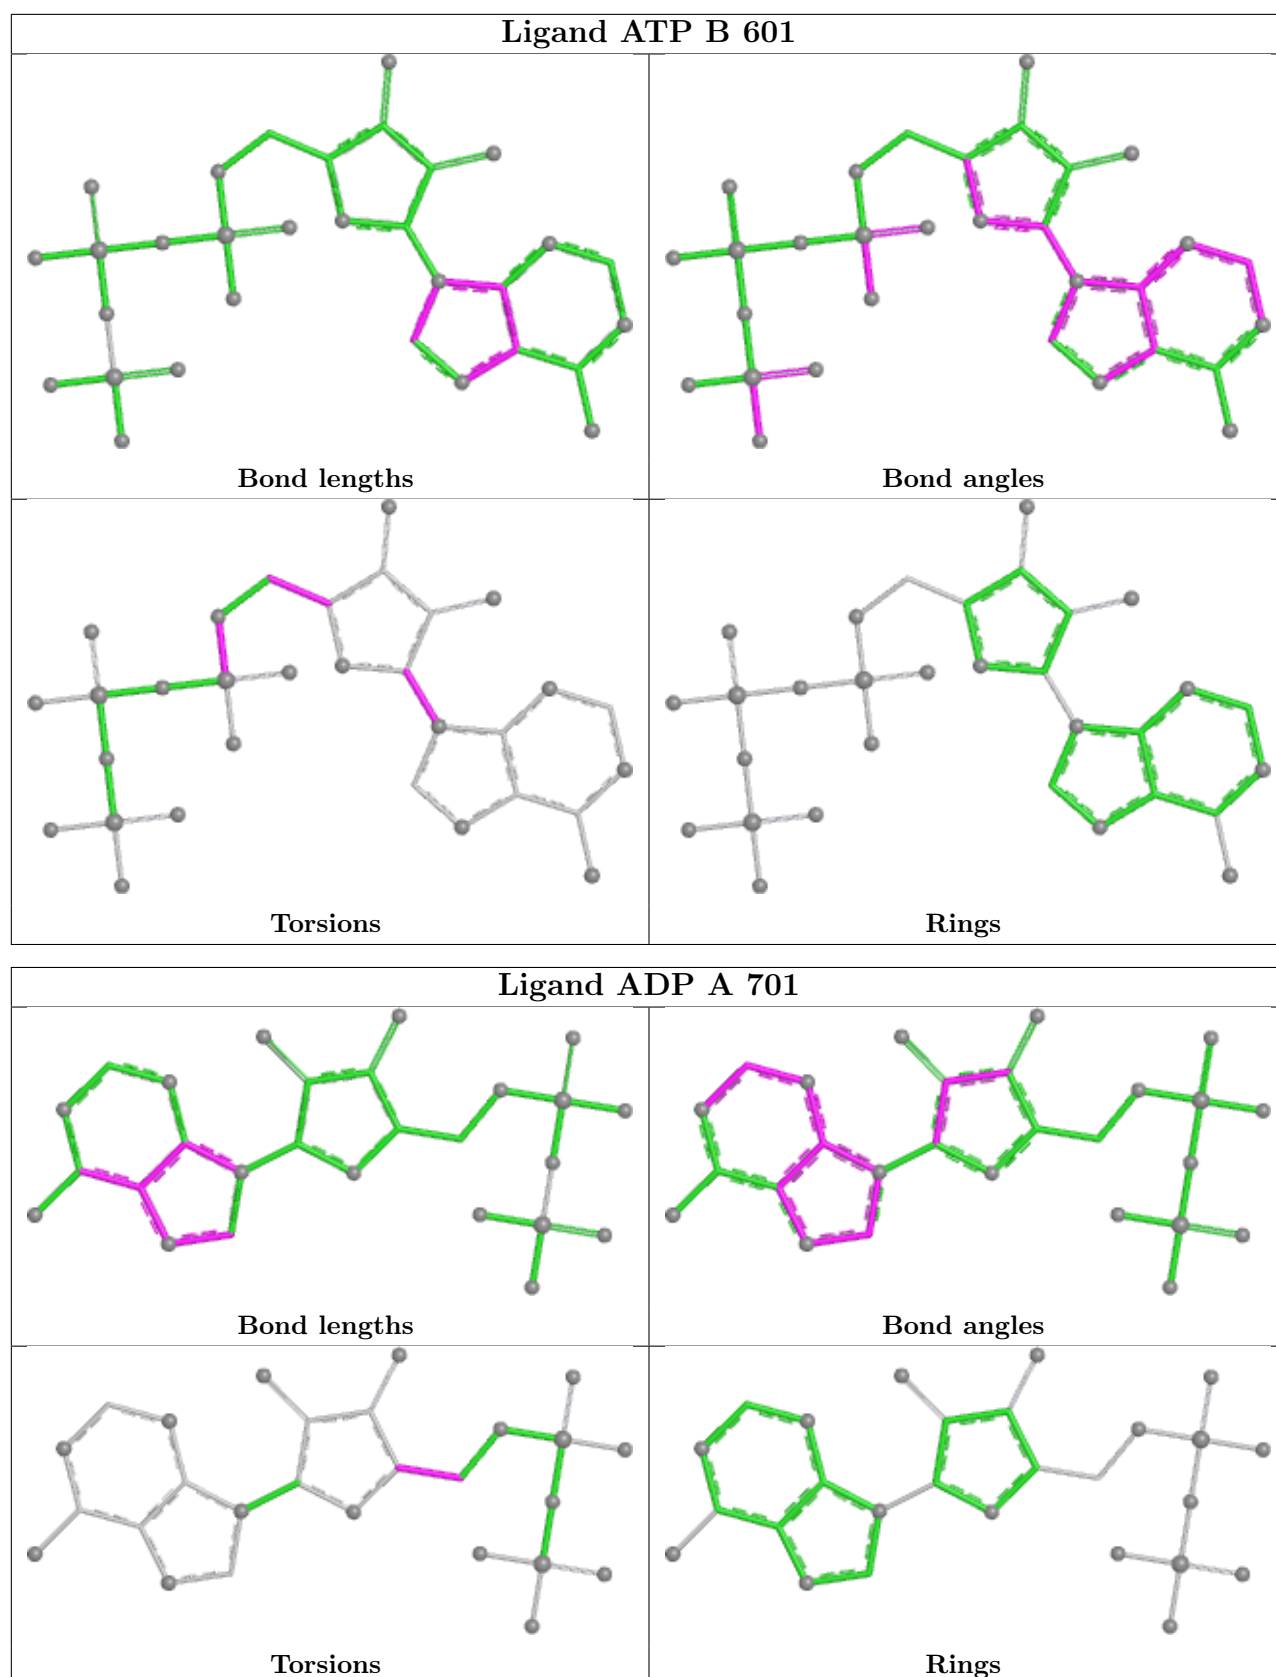 Ligand ATP B 601
Bond lengths
Bond angles
Torsions
Rings
Ligand ADP A 701
Bond lengths
Bond angles
Torsions
Rings